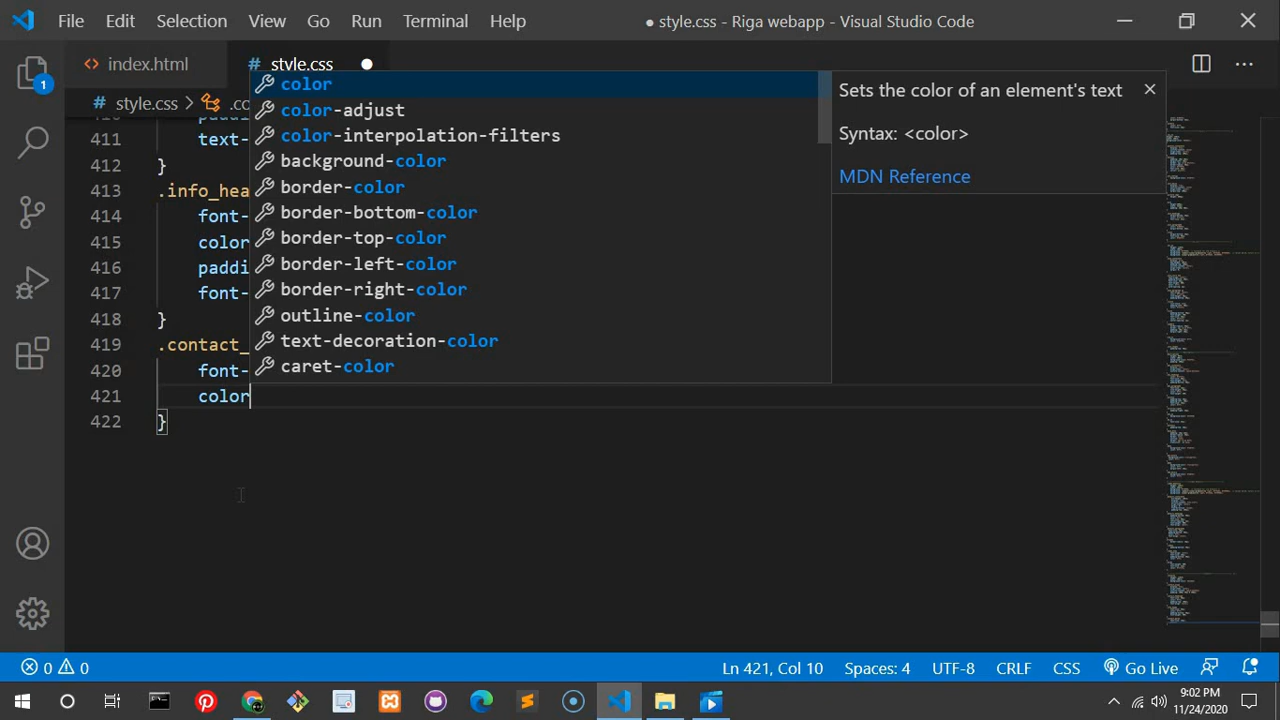 File Edit Selection View Go Run Terminal Help ● style.css - Riga webapp - Visual Studio Code
1 <> index.html # style.css ●
# style.css > .co
color
Sets the color of an element's text
color-adjust
color-interpolation-filters
Syntax: <color>
background-color
MDN Reference
border-color
border-bottom-color
border-top-color
border-left-color
border-right-color
outline-color
text-decoration-color
caret-color
411 text-
412 }
413 .info_hea
414 font-
415 color
416 paddi
417 font-
418 }
419 .contact_
420 font-
421 color
422 }
0 0 Ln 421, Col 10 Spaces: 4 UTF-8 CRLF CSS Go Live
9:02 PM
11/24/2020